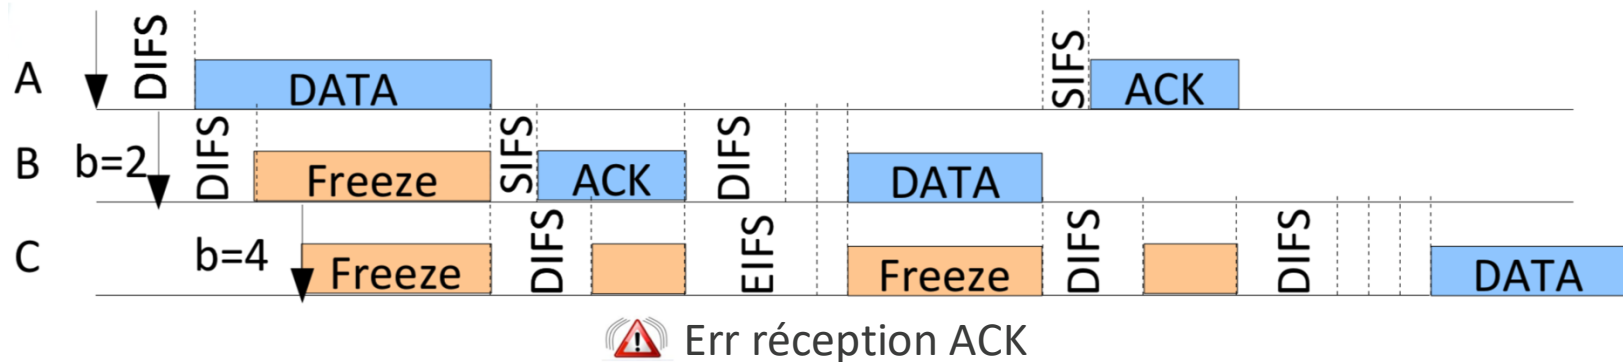 A DIFS DATA SIFS ACK
B b=2 DIFS Freeze SIFS ACK DIFS DATA
C b=4 Freeze DIFS EIFS Freeze DIFS DIFS DATA
Err réception ACK